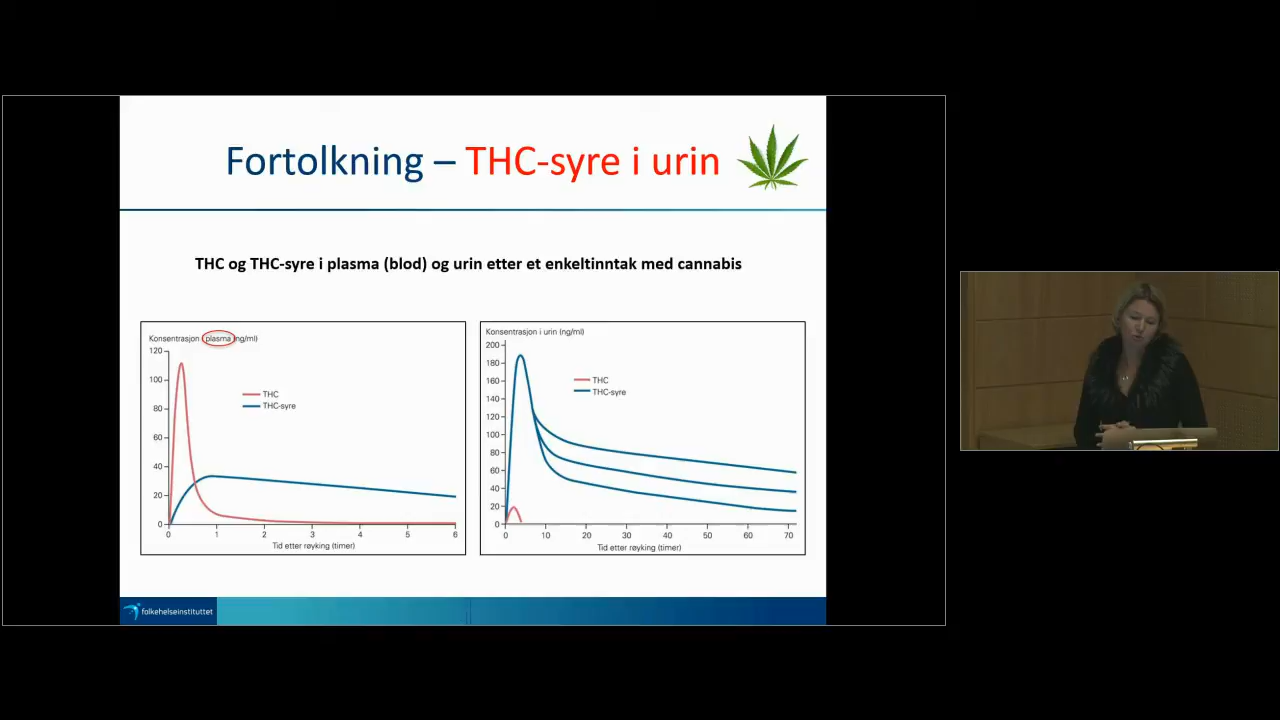 Fortolkning – THC-syre i urin
THC og THC-syre i plasma (blod) og urin etter et enkeltinntak med cannabis
Konsentrasjon i plasma (ng/ml)
120
100
80
60
40
20
0
THC
THC-syre
0 1 2 3 4 5 6
Tid etter røyking (timer)
Konsentrasjon i urin (ng/ml)
200
180
160
140
120
100
80
60
40
20
0
THC
THC-syre
0 10 20 30 40 50 60 70
Tid etter røyking (timer)
folkehelseinstituttet